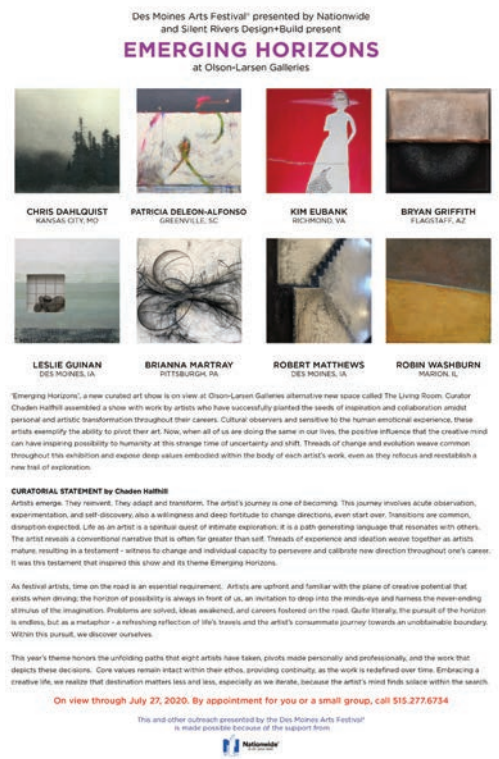 Des Moines Arts Festival® presented by Nationwide
and Silent Rivers Design+Build present
EMERGING HORIZONS
at Olson-Larsen Galleries
CHRIS DAHLQUIST
KANSAS CITY, MO
PATRICIA DELEON-ALFONSO
GREENVILLE, SC
KIM EUBANK
RICHMOND, VA
BRYAN GRIFFITH
FLAGSTAFF, AZ
LESLIE GUINAN
DES MOINES, IA
BRIANNA MARTRAY
PITTSBURGH, PA
ROBERT MATTHEWS
DES MOINES, IA
ROBIN WASHBURN
MARION, IL
'Emerging Horizons', a new curated art show is on view at Olson-Larsen Galleries alternative new space called The Living Room. Curator
Chaden Halfhill assembled a show with work by artists who have successfully planted the seeds of inspiration and collaboration amidst
personal and artistic transformation throughout their careers. Cultural observers and sensitive to the human emotional experience, these
artists exemplify the ability to pivot their art. Now, when all of us are doing the same in our lives, the positive influence that the creative mind
can have inspiring possibility to humanity at this strange time of uncertainty and shift. Threads of change and evolution weave common
throughout this exhibition and expose deep values embodied within the body of each artist's work, even as they refocus and reestablish a
new trail of exploration.
CURATORIAL STATEMENT by Chaden Halfhill
Artists emerge. They reinvent. They adapt and transform. The artist's journey is one of becoming. This journey involves acute observation,
experimentation, and self-discovery, also a willingness and deep fortitude to change directions, even start over. Transitions are common,
disruption expected. Life as an artist is a spiritual quest of intimate exploration: it is a path generating language that resonates with others.
The artist reveals a conventional narrative that is often far greater than self. Threads of experience and ideation weave together as artists
mature, resulting in a testament - witness to change and individual capacity to persevere and calibrate new direction throughout one's career.
It was this testament that inspired this show and its theme Emerging Horizons.
As festival artists, time on the road is an essential requirement. Artists are upfront and familiar with the plane of creative potential that
exists when driving; the horizon of possibility is always in front of us, an invitation to drop into the minds-eye and harness the never-ending
stimulus of the imagination. Problems are solved, ideas awakened, and careers fostered on the road. Quite literally, the pursuit of the horizon
is endless, but as a metaphor - a refreshing reflection of life's travels and the artist's consummate journey towards an unobtainable boundary.
Within this pursuit, we discover ourselves.
This year's theme honors the unfolding paths that eight artists have taken, pivots made personally and professionally, and the work that
depicts these decisions. Core values remain intact within their ethos, providing continuity, as the work is redefined over time. Embracing a
creative life, we realize that destination matters less and less, especially as we iterate, because the artist's mind finds solace within the search.
On view through July 27, 2020. By appointment for you or a small group, call 515.277.6734
This and other outreach presented by the Des Moines Arts Festival®
is made possible because of the support from
Nationwide®